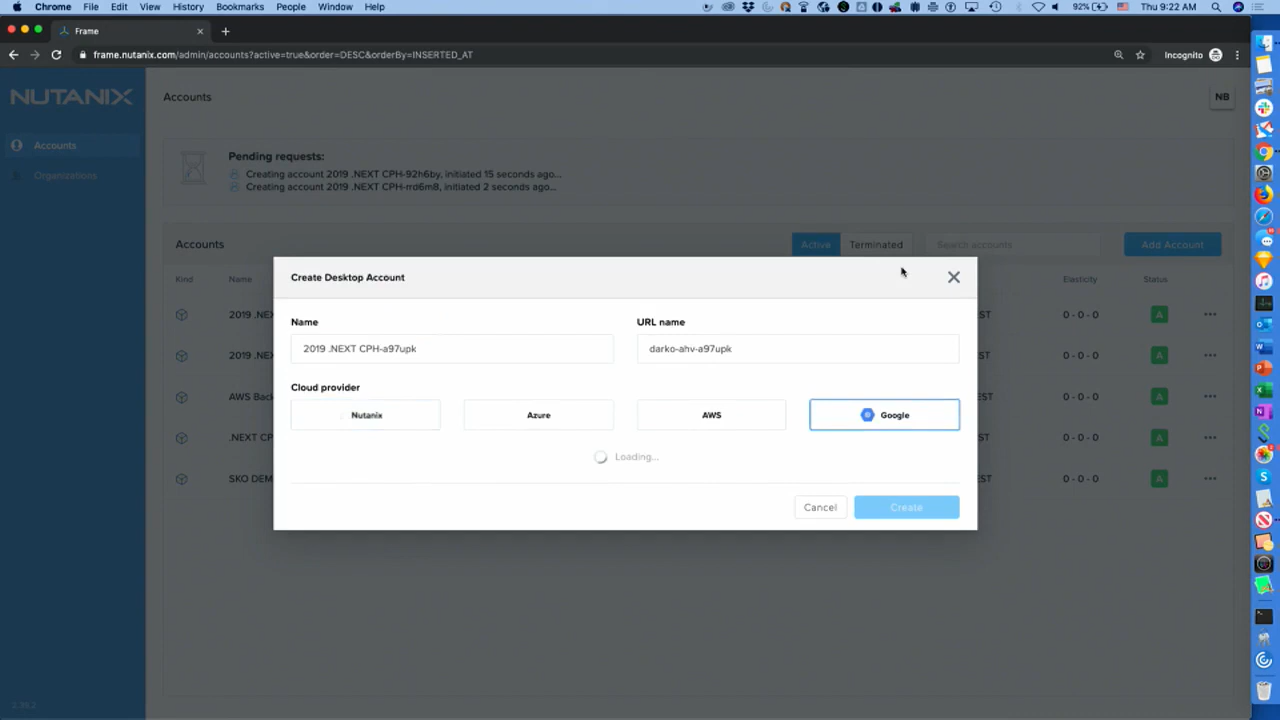 Chrome File Edit View History Bookmarks People Window Help
92% Thu 9:22 AM
Frame
frame.nutanix.com/admin/accounts?active=true&order=DESC&orderBy=INSERTED_AT
Incognito
NUTANIX
Accounts
NB
Accounts
Organizations
Pending requests:
Creating account 2019 .NEXT CPH-92h6by, initiated 15 seconds ago...
Creating account 2019 .NEXT CPH-rrd6m8, initiated 2 seconds ago...
Accounts
Active
Terminated
Search accounts
Add Account
Kind Name Elasticity Status
2019 .NE 0 - 0 - 0 A
2019 .NE 0 - 0 - 0 A
AWS Bac 0 - 0 - 0 A
.NEXT CP 0 - 0 - 0 A
SKO DEM 0 - 0 - 0 A
Create Desktop Account
Name
URL name
2019 .NEXT CPH-a97upk
darko-ahv-a97upk
Cloud provider
Nutanix
Azure
AWS
Google
Loading...
Cancel
Create